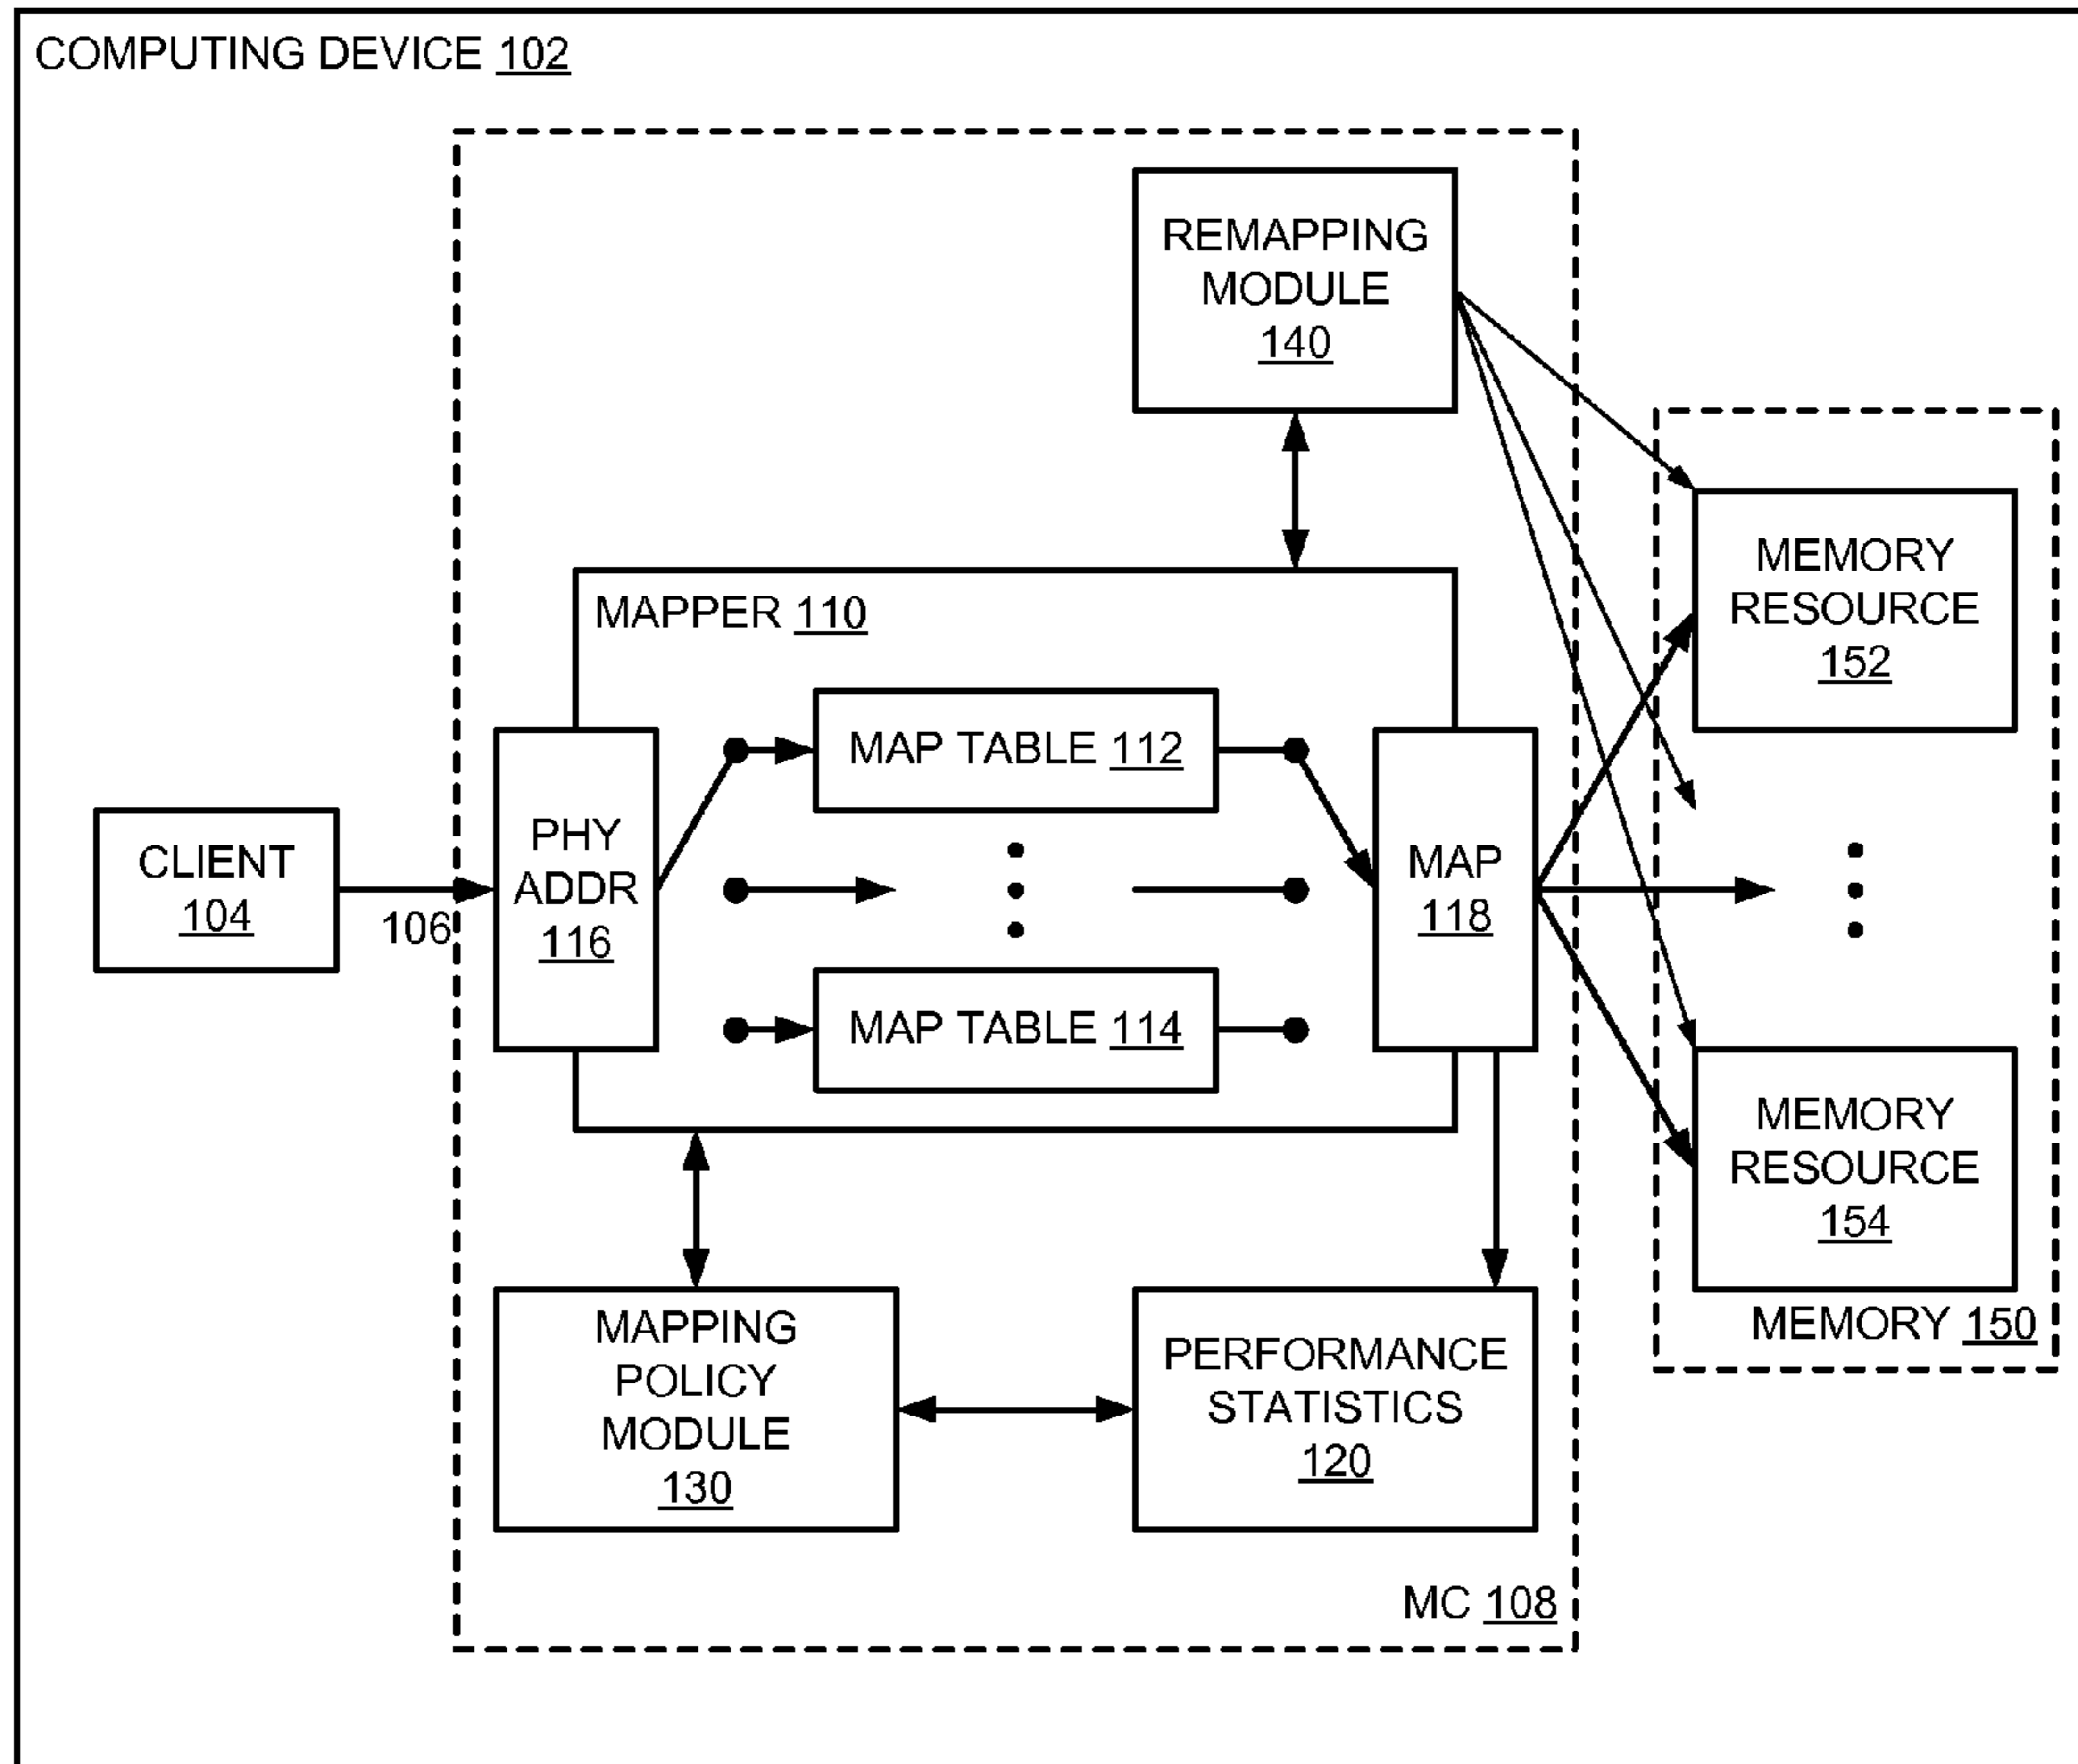 COMPUTING DEVICE 102
REMAPPING
MODULE
140
MEMORY
RESOURCE
152
MAPPER 110
MAP TABLE 112
PHY
ADDR
116
MAP
118
CLIENT
104
106
MAP TABLE 114
MEMORY
RESOURCE
154
MEMORY 150
MAPPING
POLICY
MODULE
130
PERFORMANCE
STATISTICS
120
MC 108